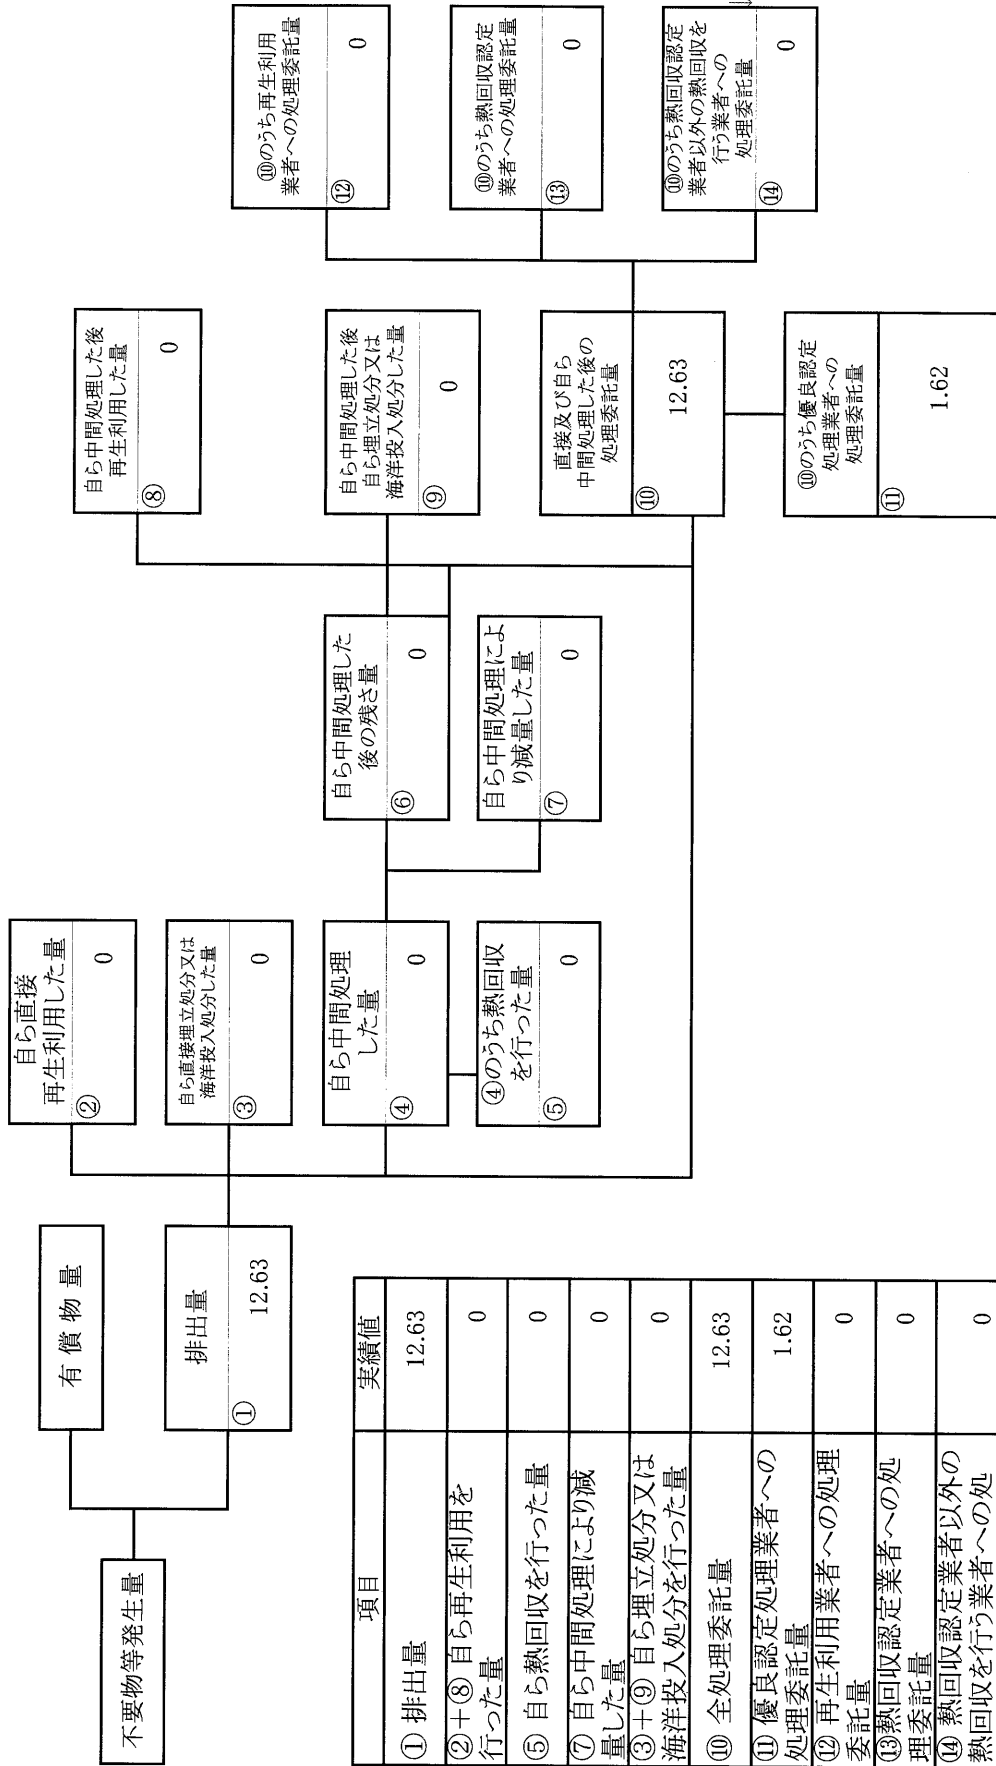 不要物等発生量
有償物量
排出量
①
12.63
自ら直接
再生利用した量
②
0
自ら直接埋立処分又は
海洋投入処分した量
③
0
自ら中間処理
した量
④
0
④のうち熱回収
を行った量
⑤
0
自ら中間処理した
後の残さ量
⑥
0
自ら中間処理によ
り減量した量
⑦
0
自ら中間処理した後
再生利用した量
⑧
0
自ら中間処理した後
自ら埋立処分又は
海洋投入処分した量
⑨
0
直接及び自ら
中間処理した後の
処理委託量
⑩
12.63
⑩のうち優良認定
処理業者への
処理委託量
⑪
1.62
⑩のうち再生利用
業者への処理委託量
⑫
0
⑩のうち熱回収認定
業者への処理委託量
⑬
0
⑩のうち熱回収認定
業者以外の熱回収を
行う業者への
処理委託量
⑭
0
項目 実績値
①排出量 12.63
②+⑧ 自ら再生利用を
行った量 0
⑤ 自ら熱回収を行った量 0
⑦ 自ら中間処理により減
量した量 0
③+⑨ 自ら埋立処分又は
海洋投入処分を行った量 0
⑩ 全処理委託量 12.63
⑪ 優良認定処理業者への
処理委託量 1.62
⑫ 再生利用業者への処理
委託量 0
⑬熱回収認定業者への処
理委託量 0
⑭ 熱回収認定業者以外の
熱回収を行う業者への処 0